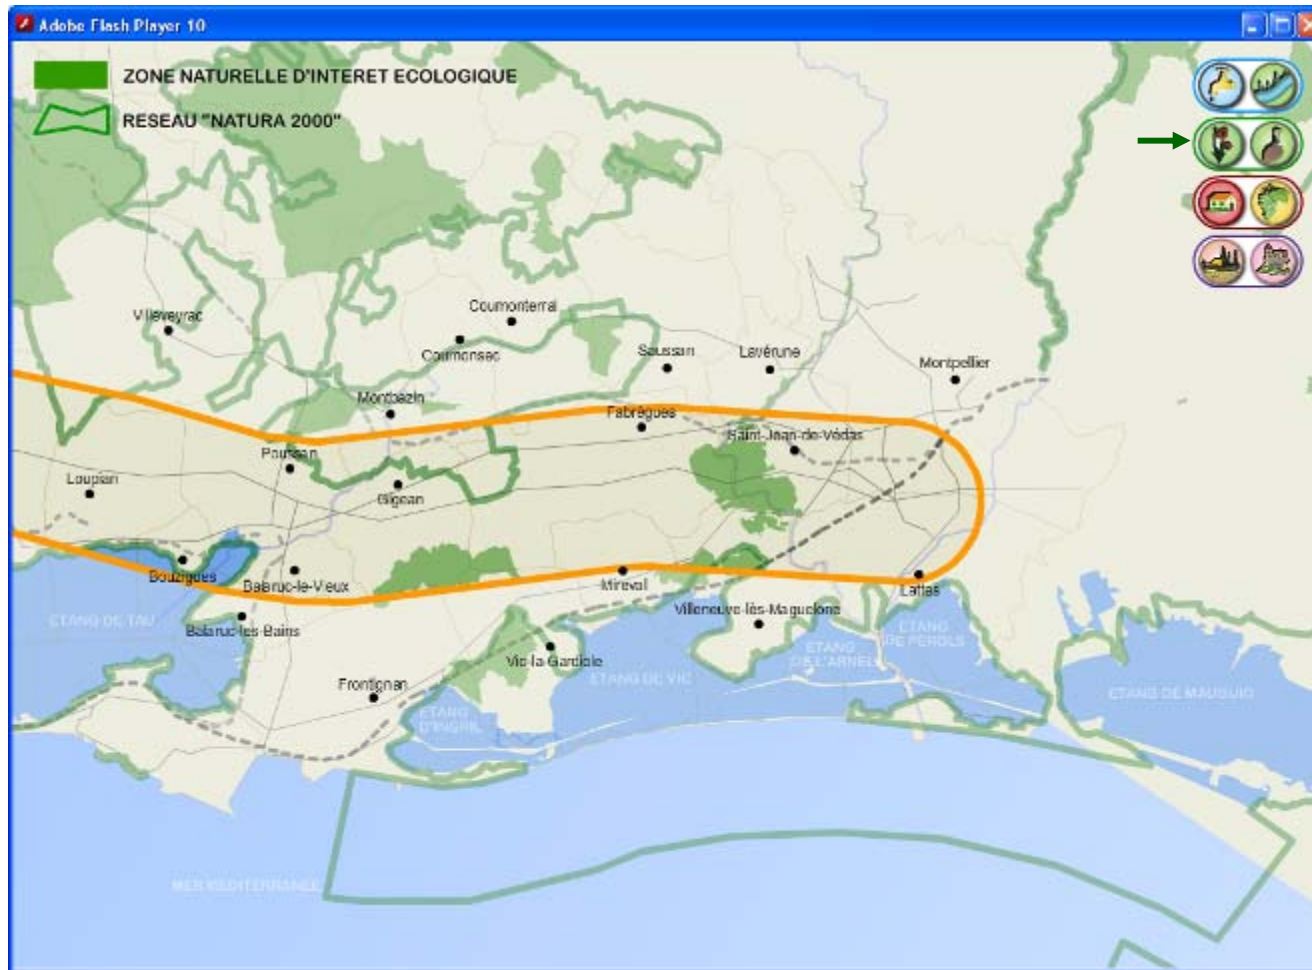 Adobe Flash Player 10
ZONE NATURELLE D'INTERET ECOLOGIQUE
RESEAU "NATURA 2000"
Villeveyrac
Cournonterral
Cournonsec
Saussan
Lavérune
Montpellier
Montbazin
Fabrègues
Saint-Jean-de-Védas
Poussan
Loupian
Gigean
Bouzigues
Balaruc-le-Vieux
Mireval
Lattes
Balaruc-les-Bains
Villeneuve-lès-Maguelone
ETANG DE TAU
ETANG
DE PEROLS
ETANG
DE L'ARNEL
Vic-la-Gardiole
ETANG DE VIC
Frontignan
ETANG DE MAUGUIO
ETANG
D'INGRIL
MER MEDITERRANEE